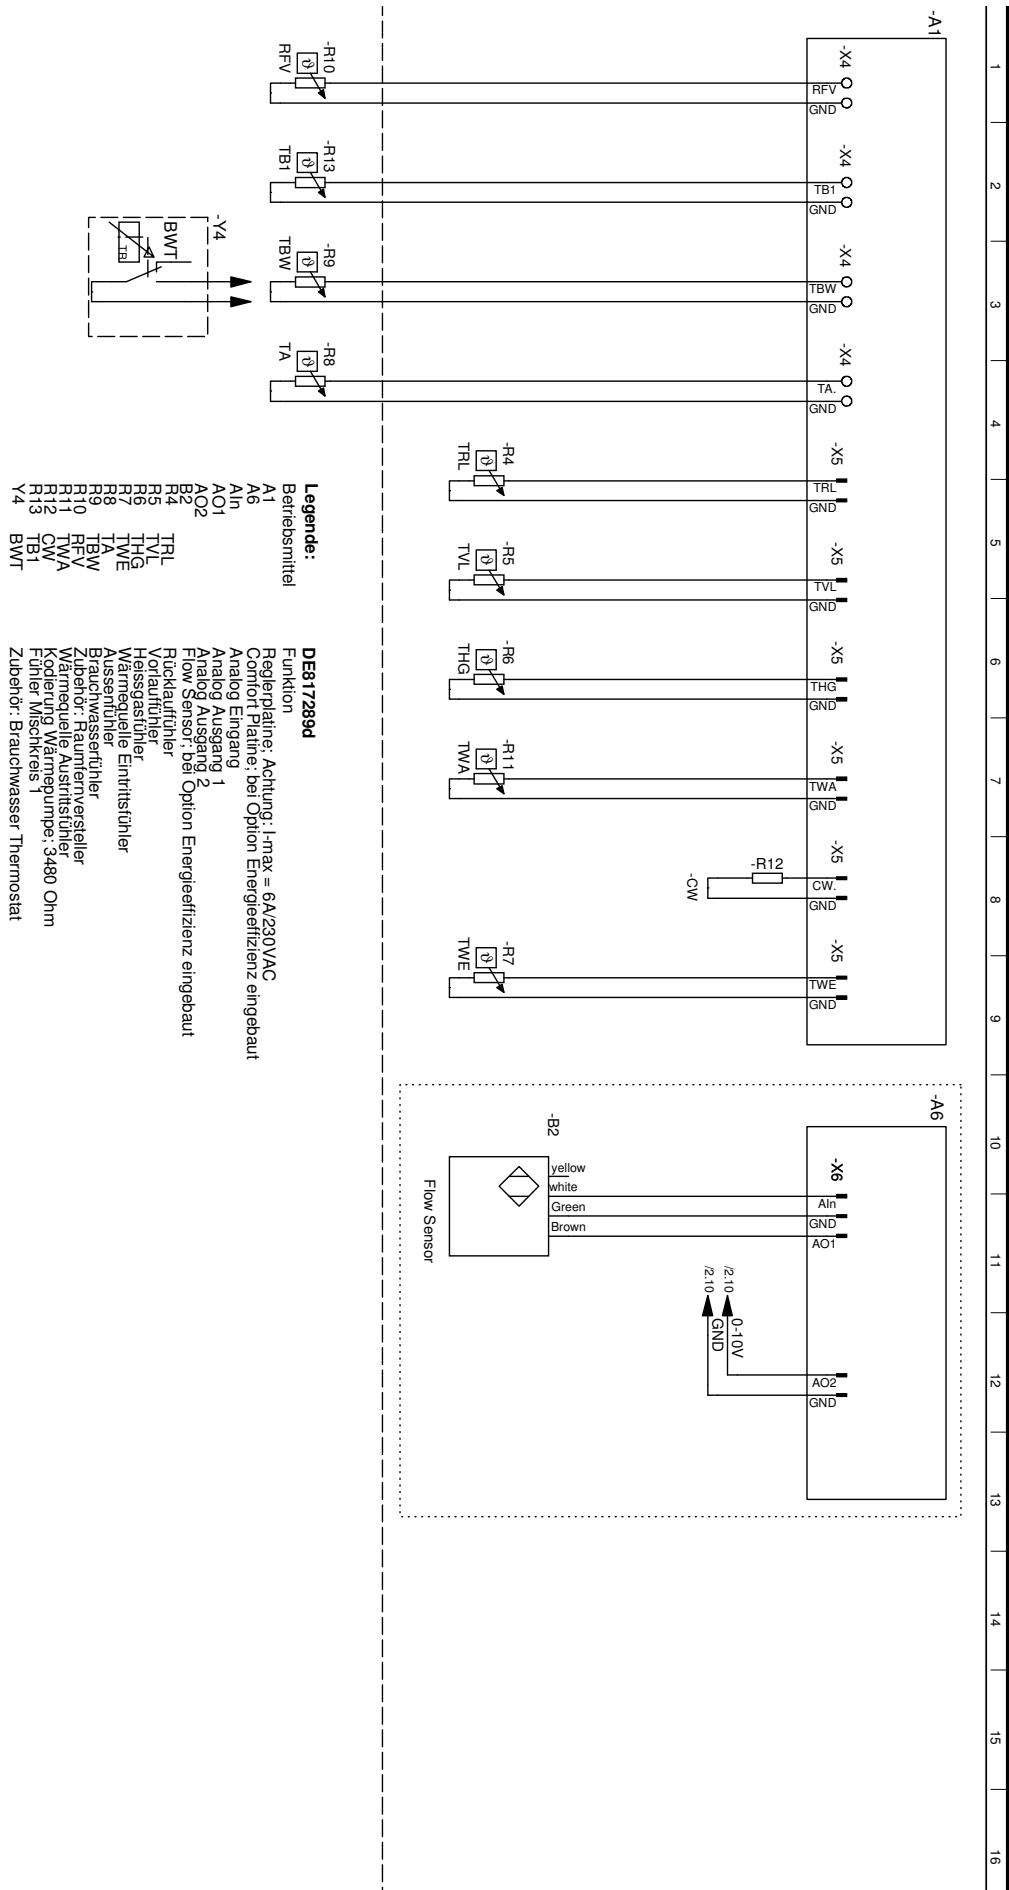 1
2
3
4
5
6
7
8
9
10
11
12
13
14
15
16
-A1
-X4
RFV
GND
-R10
RFV
-X4
TB1
GND
-R13
TB1
-X4
TBW
GND
-R9
TBW
-X4
TA.
GND
-R8
TA
-X5
TRL
GND
-R4
TRL
-X5
TVL
GND
-R5
TVL
-X5
THG
GND
-R6
THG
-X5
TWA
GND
-R11
TWA
-X5
CW.
GND
-R12
-CW
-X5
TWE
GND
-R7
TWE
-A6
-X6
AIn
GND
AO1
AO2
GND
-B2
yellow
white
Green
Brown
Flow Sensor
0-10V
/2.10
GND
/2.10
-Y4
BWT
TB
Legende: DE817289d
Betriebsmittel Funktion
A1 Reglerplatine; Achtung: I-max = 6A/230VAC
A6 Comfort Platine; bei Option Energieeffizienz eingebaut
AIn Analog Eingang
AO1 Analog Ausgang 1
AO2 Analog Ausgang 2
B2 Flow Sensor; bei Option Energieeffizienz eingebaut
R4 TRL Rücklauffühler
R5 TVL Vorlauffühler
R6 THG Heissgasfühler
R7 TWE Wärmequelle Eintrittsfühler
R8 TA Aussenfühler
R9 TBW Brauchwasserfühler
R10 RFV Zubehör: Raumfernversteller
R11 TWA Wärmequelle Austrittsfühler
R12 CW Kodierung Wärmepumpe; 3480 Ohm
R13 TB1 Fühler Mischkreis 1
Y4 BWT Zubehör: Brauchwasser Thermostat